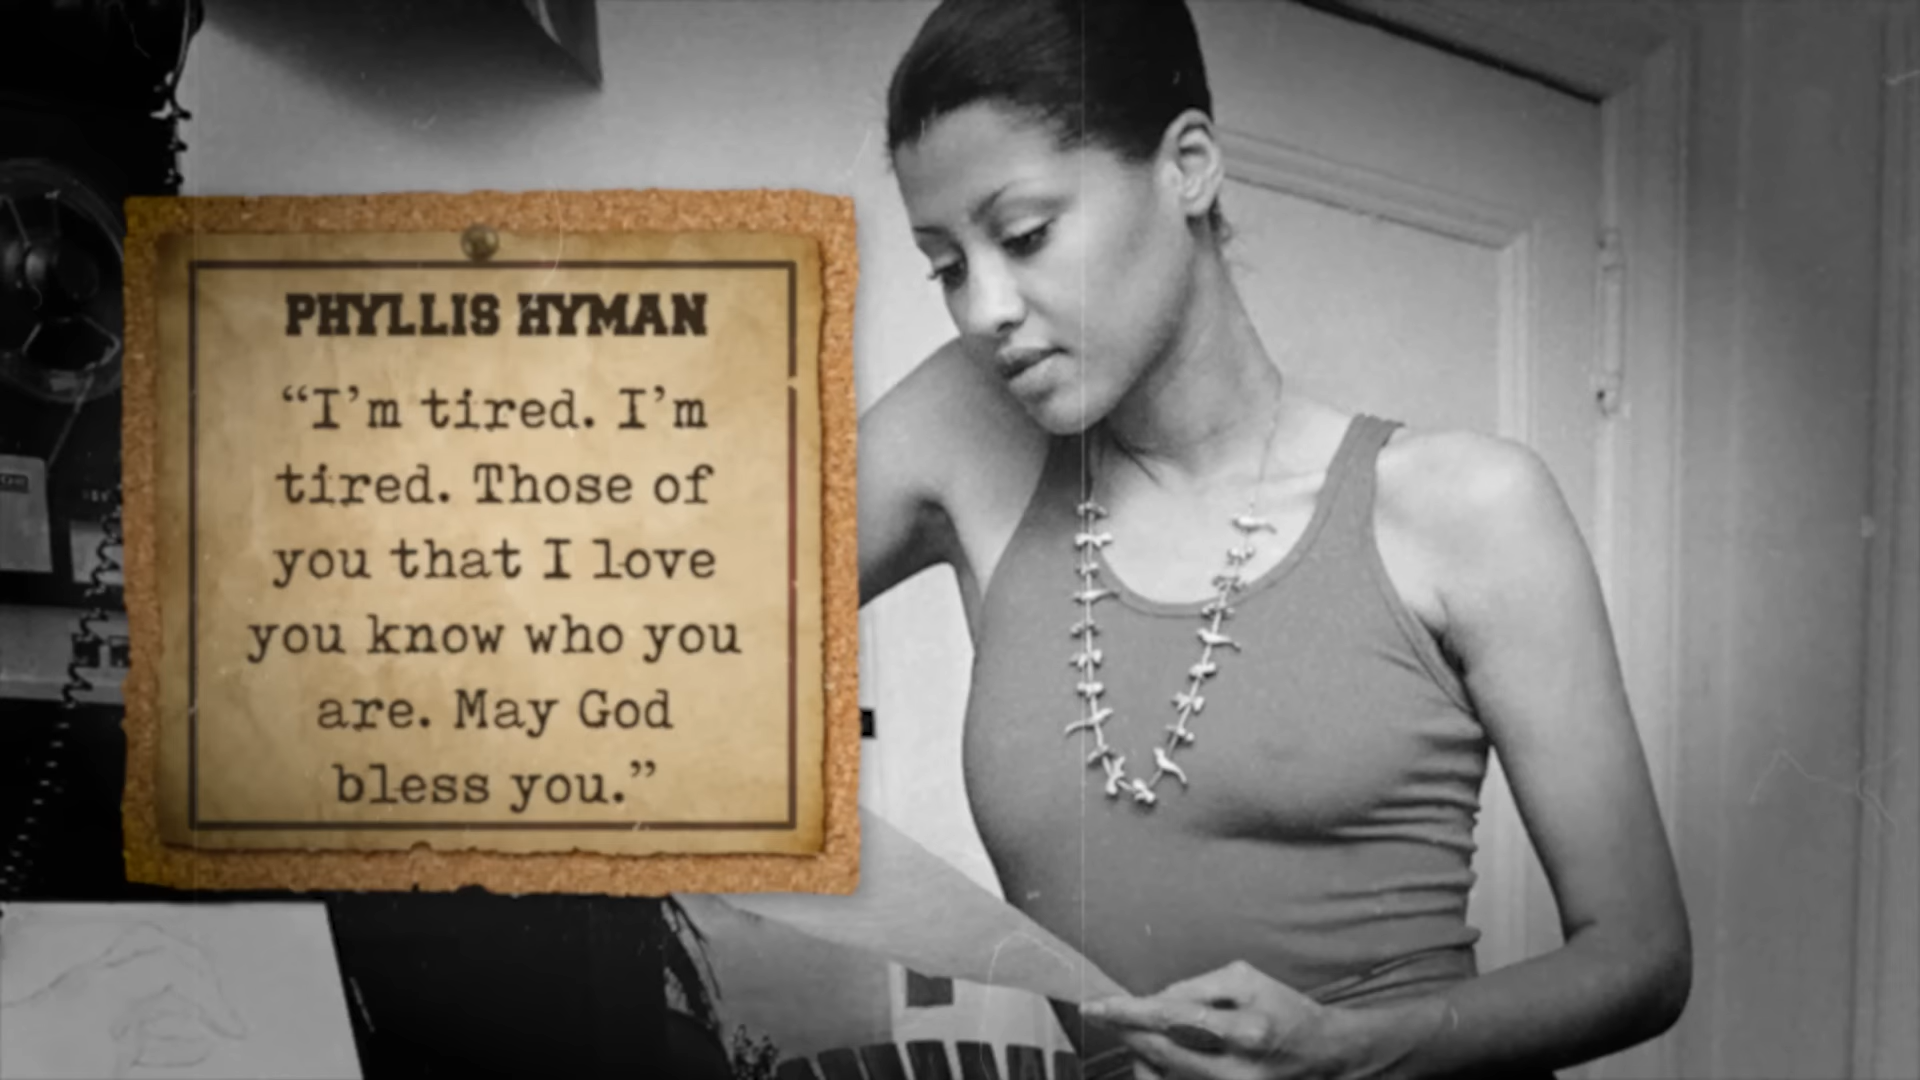 PHYLLIS HYMAN
“I’m tired. I’m
tired. Those of
you that I love
you know who you
are. May God
bless you.”